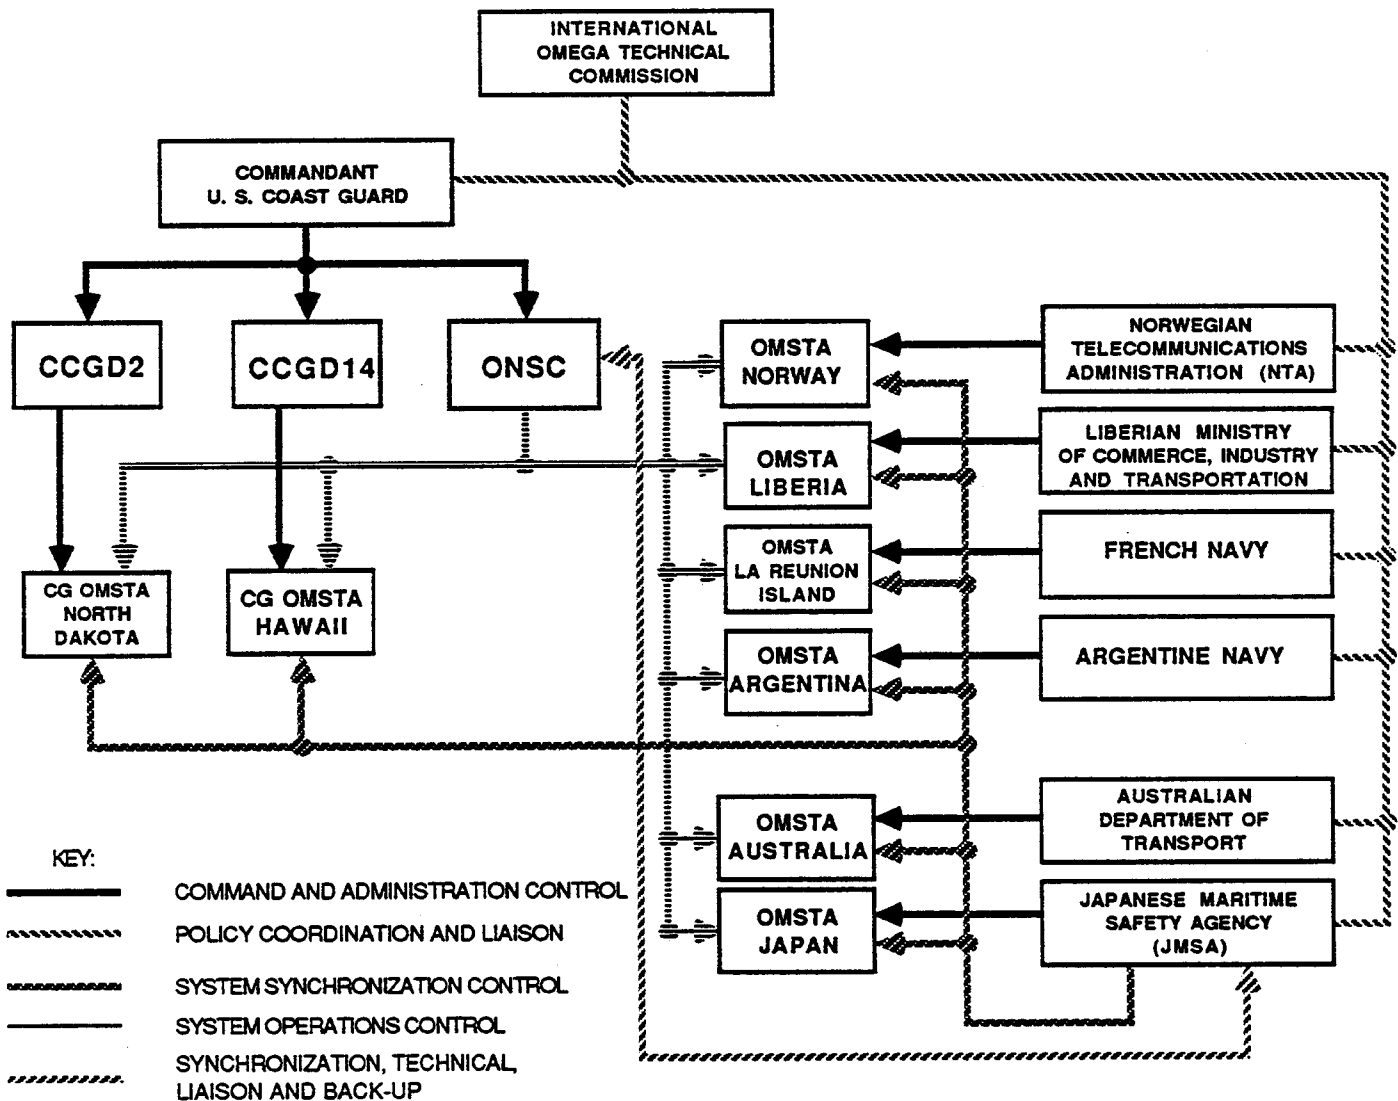 INTERNATIONAL
OMEGA TECHNICAL
COMMISSION
COMMANDANT
U. S. COAST GUARD
CCGD2
CCGD14
ONSC
OMSTA
NORWAY
NORWEGIAN
TELECOMMUNICATIONS
ADMINISTRATION (NTA)
OMSTA
LIBERIA
LIBERIAN MINISTRY
OF COMMERCE, INDUSTRY
AND TRANSPORTATION
OMSTA
LA REUNION
ISLAND
FRENCH NAVY
CG OMSTA
NORTH
DAKOTA
CG OMSTA
HAWAII
OMSTA
ARGENTINA
ARGENTINE NAVY
OMSTA
AUSTRALIA
AUSTRALIAN
DEPARTMENT OF
TRANSPORT
OMSTA
JAPAN
JAPANESE MARITIME
SAFETY AGENCY
(JMSA)
KEY:
COMMAND AND ADMINISTRATION CONTROL
POLICY COORDINATION AND LIAISON
SYSTEM SYNCHRONIZATION CONTROL
SYSTEM OPERATIONS CONTROL
SYNCHRONIZATION, TECHNICAL,
LIAISON AND BACK-UP